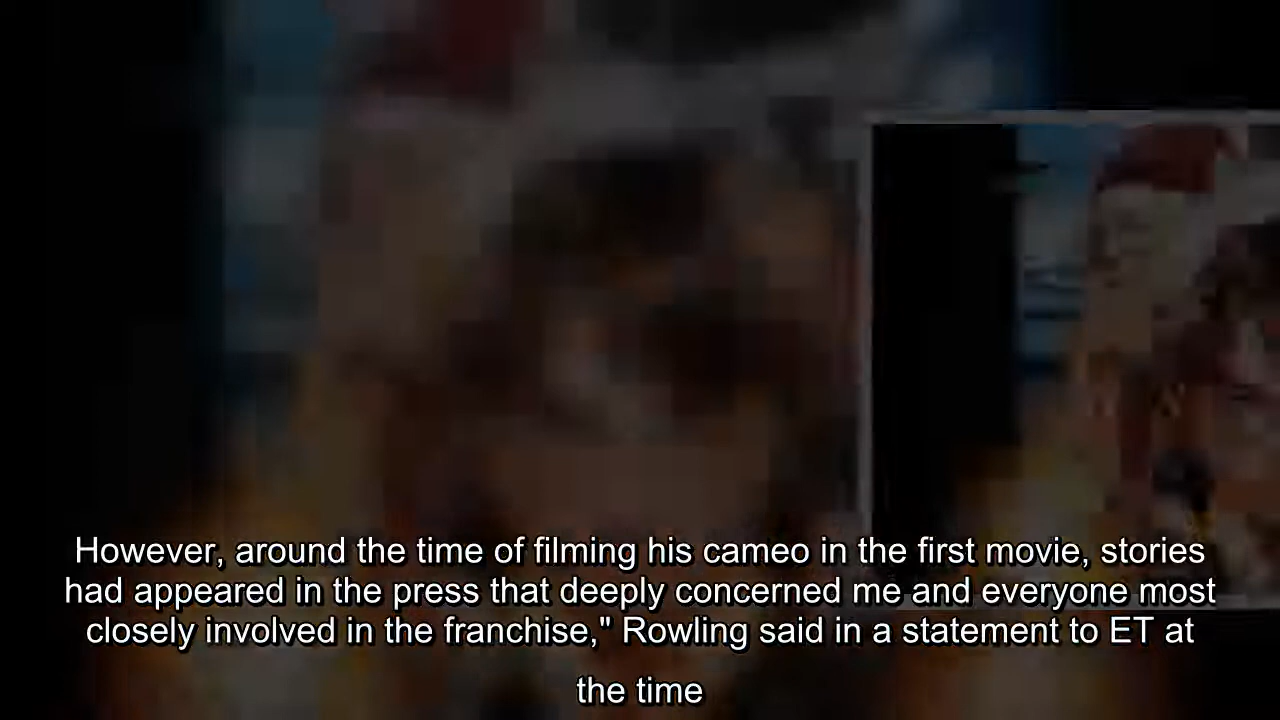 However, around the time of filming his cameo in the first movie, stories
had appeared in the press that deeply concerned me and everyone most
closely involved in the franchise," Rowling said in a statement to ET at
the time